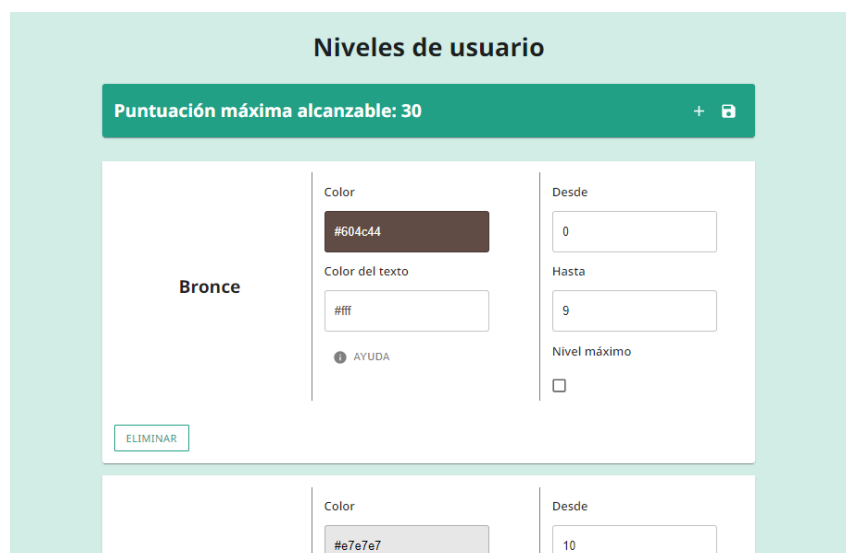 Niveles de usuario
Puntuación máxima alcanzable: 30
Bronce
Color
#604c44
Color del texto
#fff
AYUDA
Desde
0
Hasta
9
Nivel máximo
ELIMINAR
Color
#e7e7e7
Desde
10